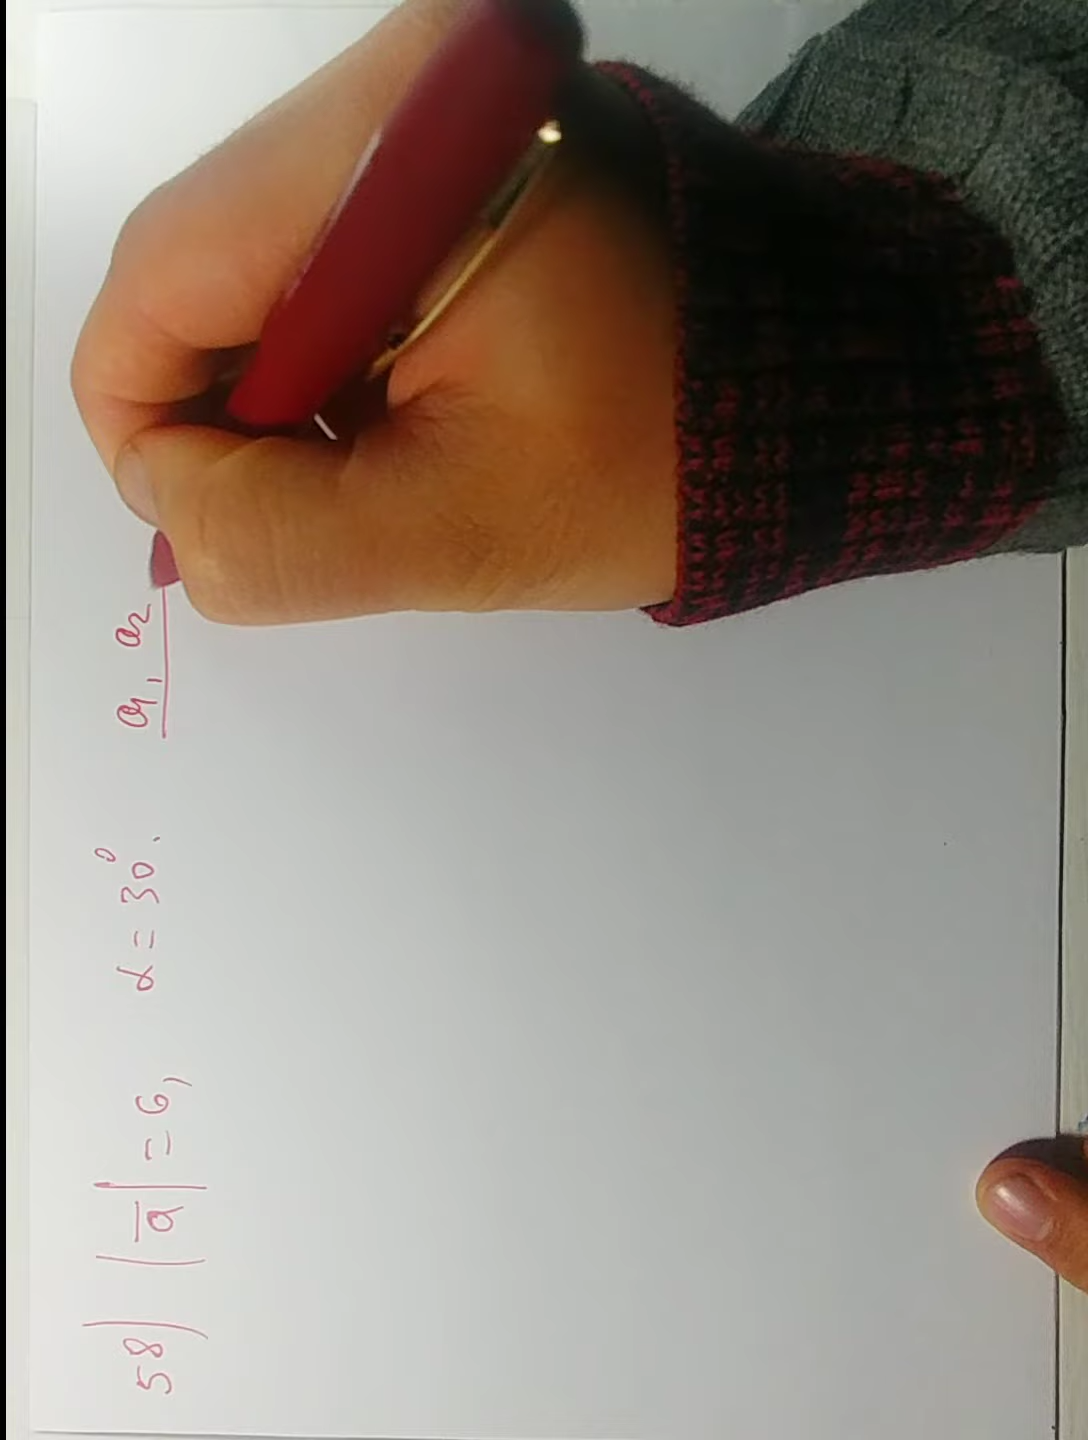 58) |a̅| = 6, α = 30°. a₁, a₂